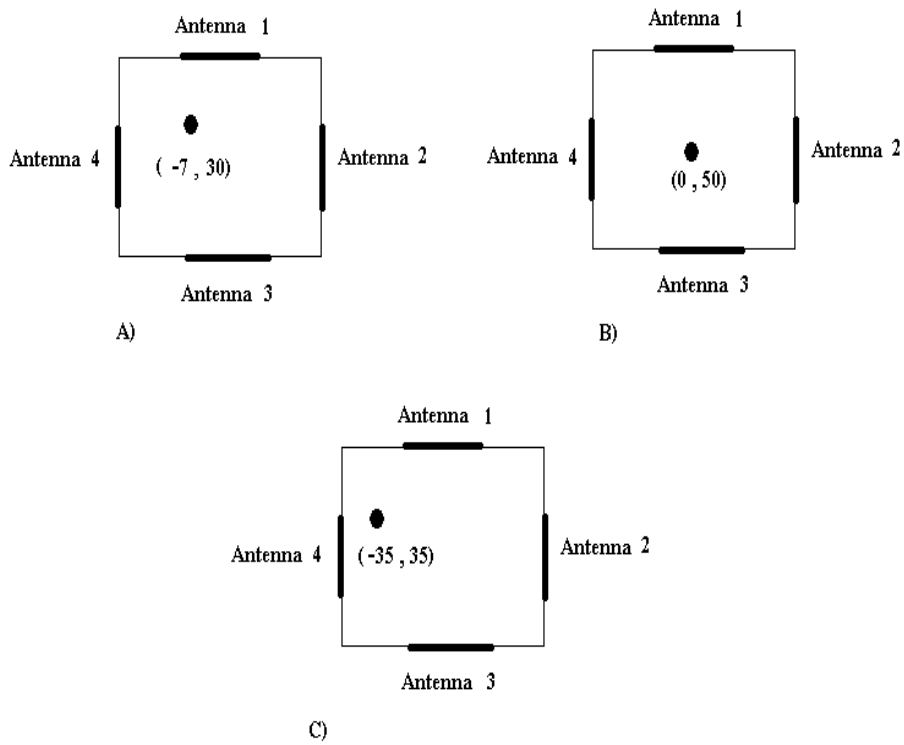 Antenna 1
Antenna 4
Antenna 2
( -7 , 30)
Antenna 3
A)
Antenna 1
Antenna 4
Antenna 2
(0 , 50)
Antenna 3
B)
Antenna 1
Antenna 4
Antenna 2
(-35 , 35)
Antenna 3
C)